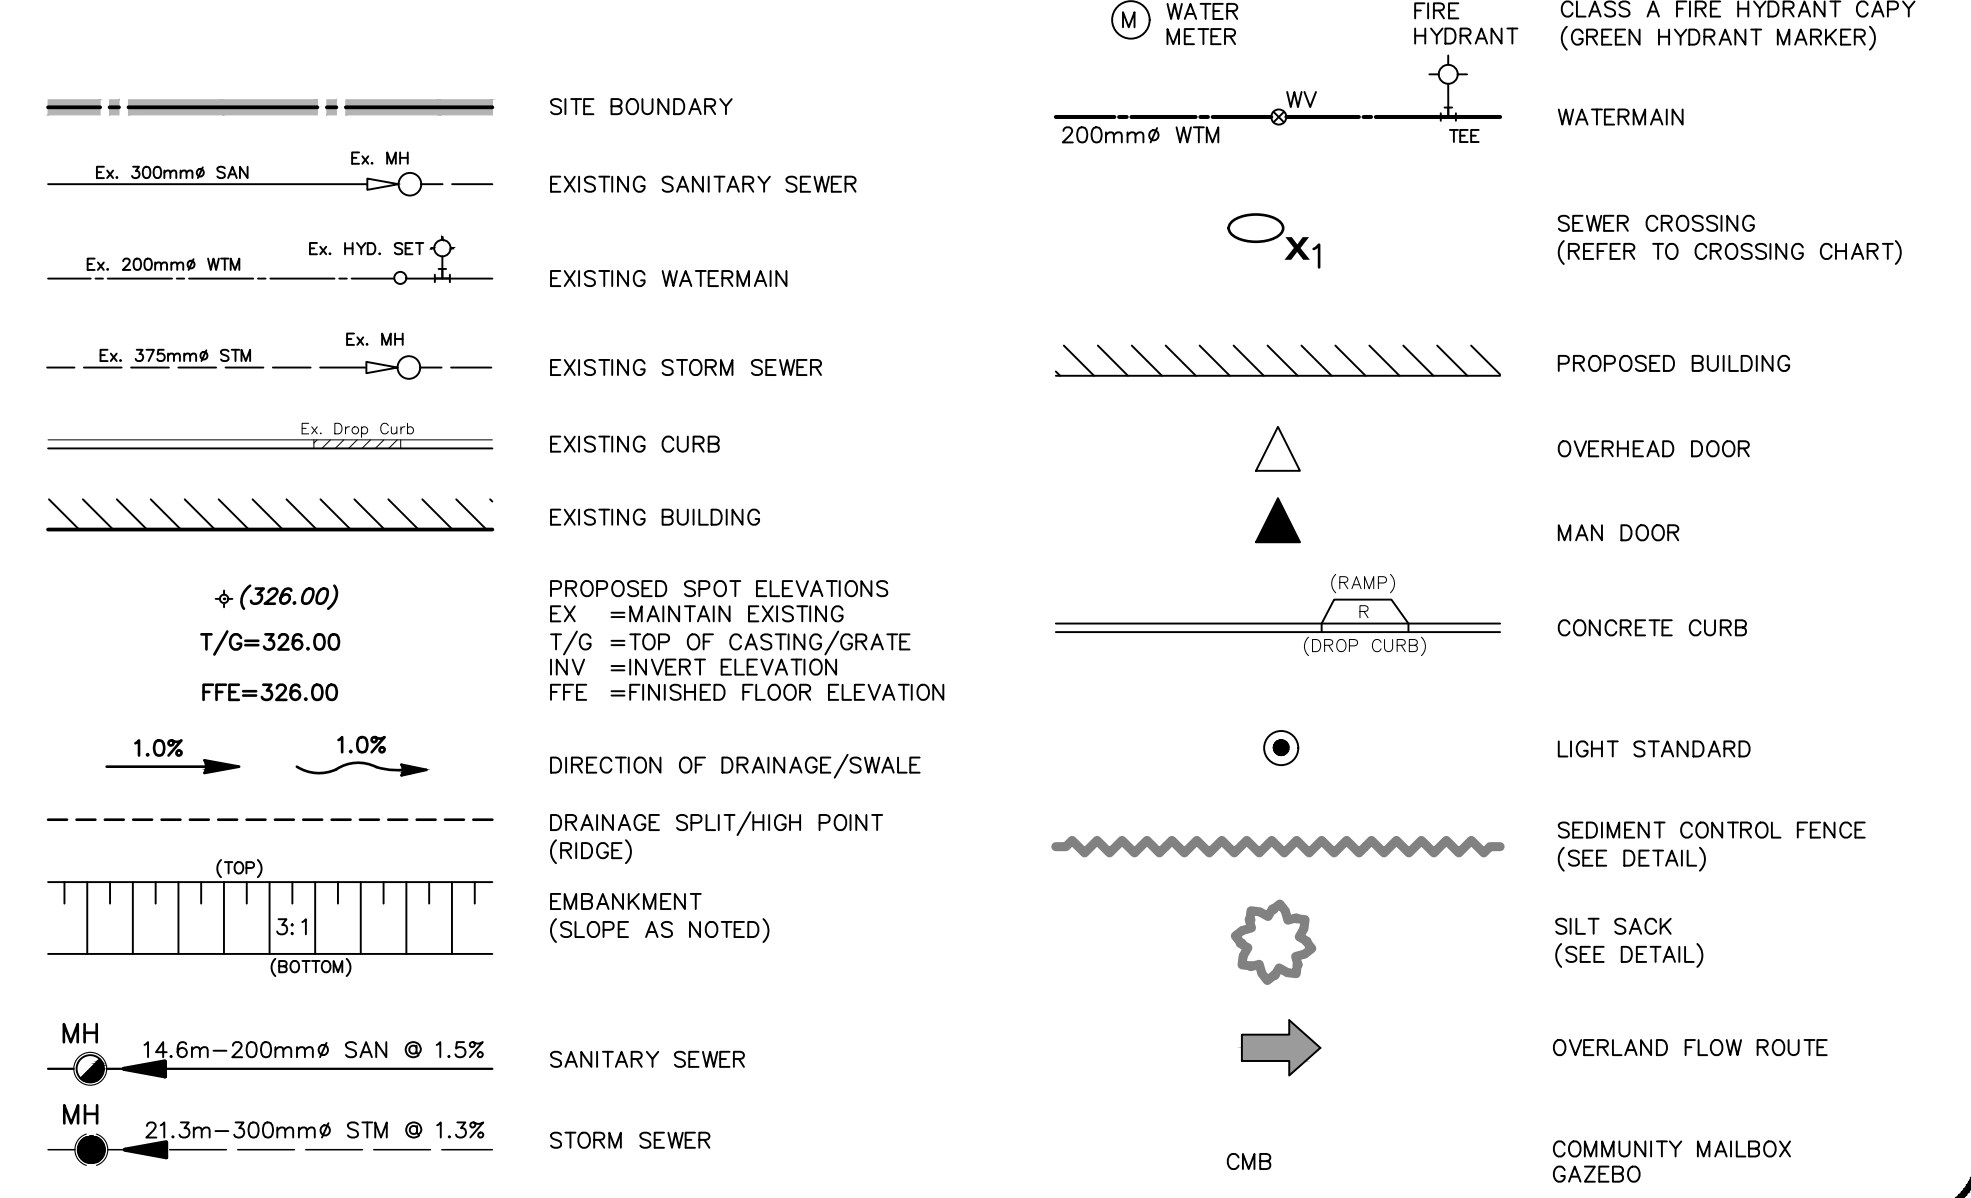 SITE BOUNDARY
Ex. 300mmø SAN
Ex. MH
EXISTING SANITARY SEWER
Ex. 200mmø WTM
Ex. HYD. SET
EXISTING WATERMAIN
Ex. 375mmø STM
Ex. MH
EXISTING STORM SEWER
Ex. Drop Curb
EXISTING CURB
EXISTING BUILDING
(326.00)
T/G=326.00
FFE=326.00
PROPOSED SPOT ELEVATIONS
EX =MAINTAIN EXISTING
T/G =TOP OF CASTING/GRATE
INV =INVERT ELEVATION
FFE =FINISHED FLOOR ELEVATION
1.0%
1.0%
DIRECTION OF DRAINAGE/SWALE
DRAINAGE SPLIT/HIGH POINT
(RIDGE)
(TOP)
3:1
(BOTTOM)
EMBANKMENT
(SLOPE AS NOTED)
MH
14.6m-200mmø SAN @ 1.5%
SANITARY SEWER
MH
21.3m-300mmø STM @ 1.3%
STORM SEWER
M
WATER
METER
FIRE
HYDRANT
CLASS A FIRE HYDRANT CAPY
(GREEN HYDRANT MARKER)
WV
200mmø WTM
TEE
WATERMAIN
X1
SEWER CROSSING
(REFER TO CROSSING CHART)
PROPOSED BUILDING
OVERHEAD DOOR
MAN DOOR
(RAMP)
R
(DROP CURB)
CONCRETE CURB
LIGHT STANDARD
SEDIMENT CONTROL FENCE
(SEE DETAIL)
SILT SACK
(SEE DETAIL)
OVERLAND FLOW ROUTE
CMB
COMMUNITY MAILBOX
GAZEBO